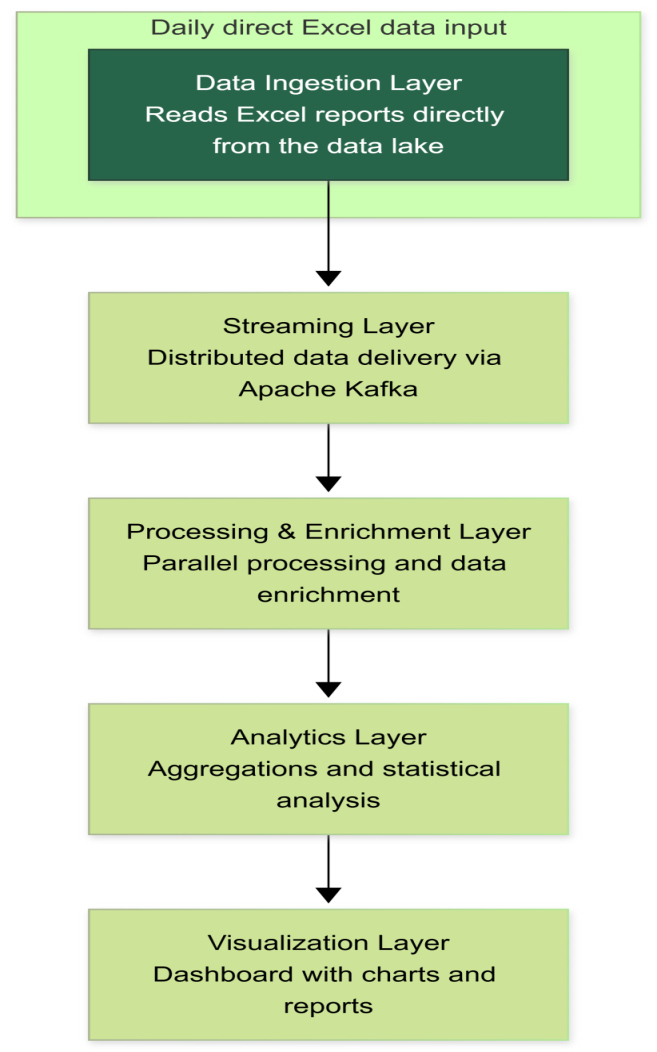 Daily direct Excel data input
Data Ingestion Layer
Reads Excel reports directly
from the data lake
Streaming Layer
Distributed data delivery via
Apache Kafka
Processing & Enrichment Layer
Parallel processing and data
enrichment
Analytics Layer
Aggregations and statistical
analysis
Visualization Layer
Dashboard with charts and
reports